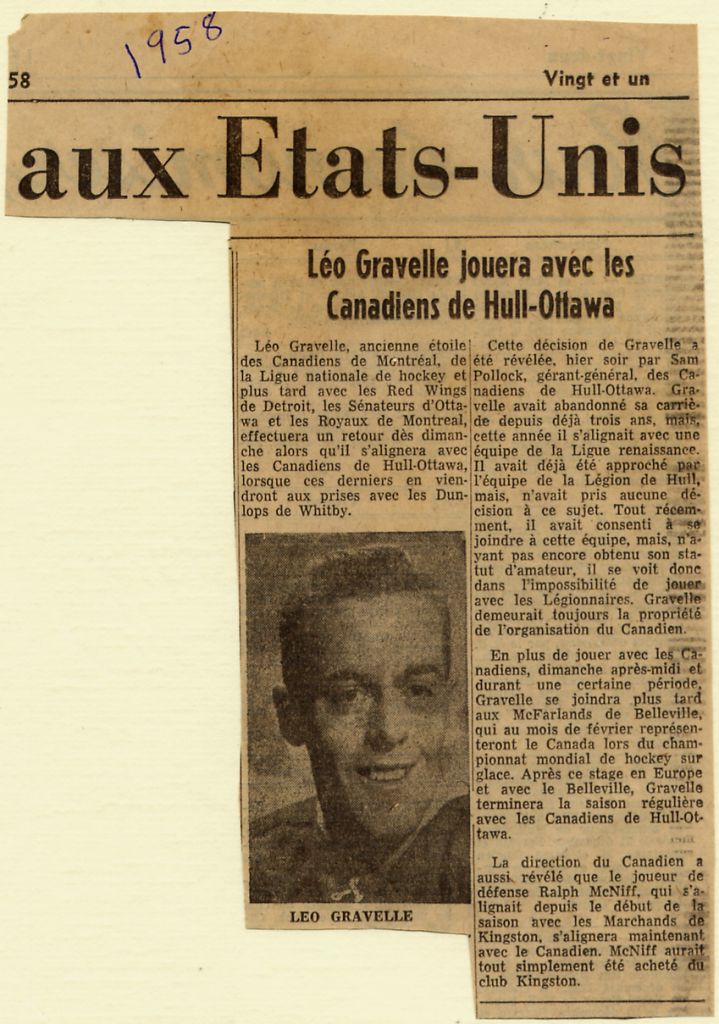 1958
58
Vingt et un
aux Etats-Unis
Léo Gravelle jouera avec les
Canadiens de Hull-Ottawa
Léo Gravelle, ancienne étoile
des Canadiens de Montréal, de
la Ligue nationale de hockey et
plus tard avec les Red Wings
de Detroit, les Sénateurs d'Otta-
wa et les Royaux de Montreal,
effectuera un retour dès diman-
che alors qu'il s'alignera avec
les Canadiens de Hull-Ottawa,
lorsque ces derniers en vien-
dront aux prises avec les Dun-
lops de Whitby.
LEO GRAVELLE
Cette décision de Gravelle a
été révélée, hier soir par Sam
Pollock, gérant-général, des Ca-
nadiens de Hull-Ottawa. Gra-
velle avait abandonné sa carriè-
de depuis déjà trois ans, mais,
cette année il s'alignait avec une
équipe de la Ligue renaissance.
Il avait déjà été approché par
l'équipe de la Légion de Hull,
mais, n'avait pris aucune dé-
cision à ce sujet. Tout récem-
ment, il avait consenti à se
joindre à cette équipe, mais, n'a-
yant pas encore obtenu son sta-
tut d'amateur, il se voit donc
dans l'impossibilité de jouer
avec les Légionnaires. Gravelle
demeurait toujours la propriété
de l'organisation du Canadien.
En plus de jouer avec les Ca-
nadiens, dimanche après-midi et
durant une certaine période,
Gravelle se joindra plus tard
aux McFarlands de Belleville,
qui au mois de février représen-
teront le Canada lors du cham-
pionnat mondial de hockey sur
glace. Après ce stage en Europe
et avec le Belleville, Gravelle
terminera la saison régulière
avec les Canadiens de Hull-Ot-
tawa.
La direction du Canadien a
aussi révélé que le joueur de
défense Ralph McNiff, qui s'a-
lignait depuis le début de la
saison avec les Marchands de
Kingston, s'alignera maintenant
avec le Canadien. McNiff aurait
tout simplement été acheté du
club Kingston.